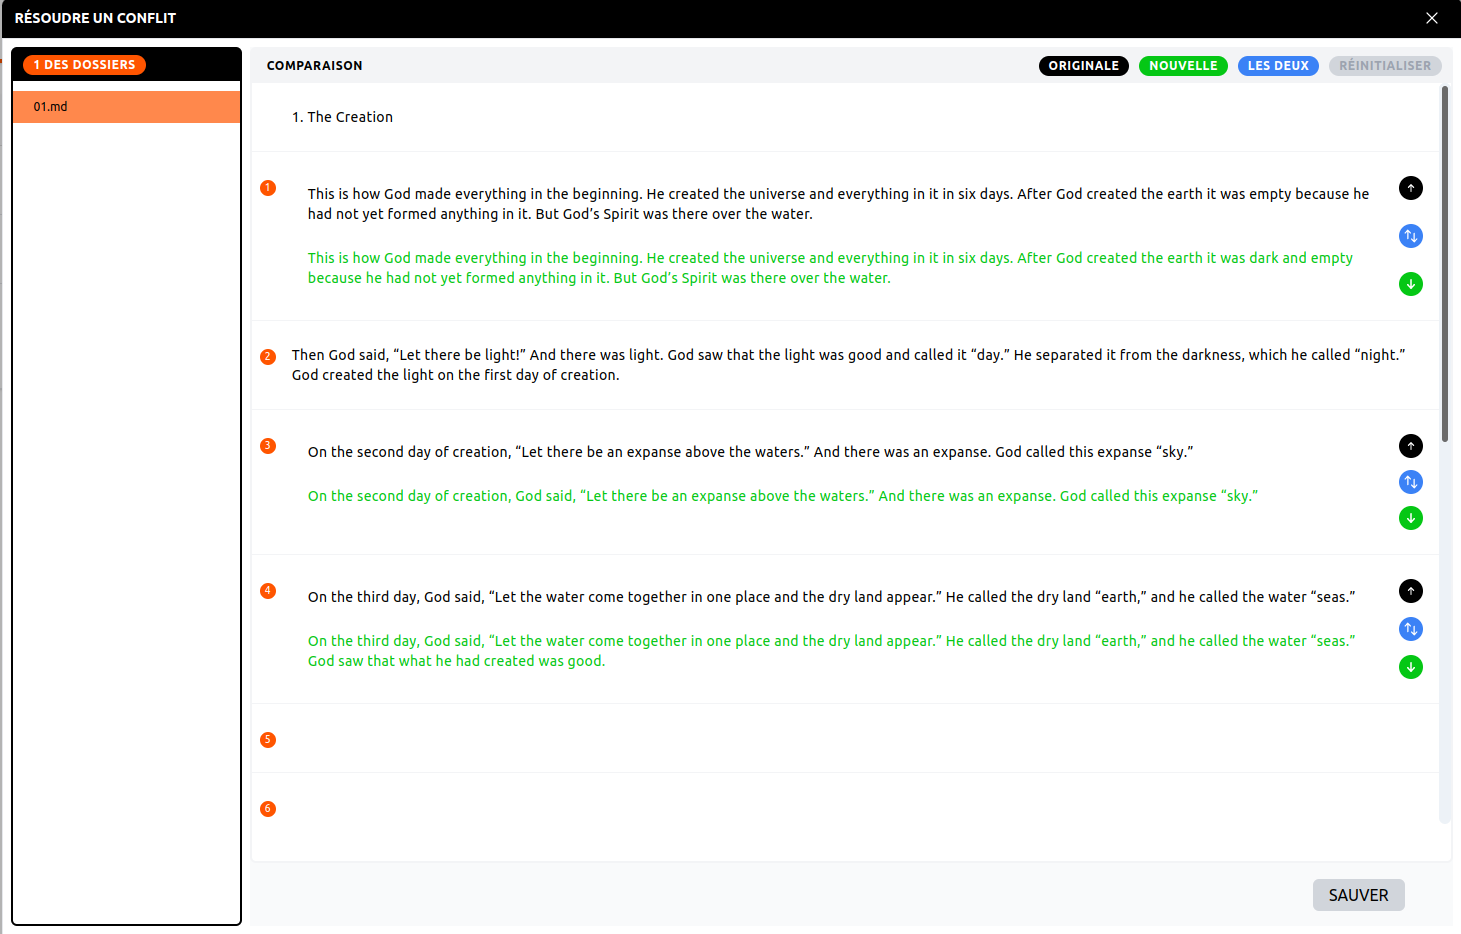 RÉSOUDRE UN CONFLIT
1 DES DOSSIERS
01.md
COMPARAISON
ORIGINALE
NOUVELLE
LES DEUX
RÉINITIALISER
1. The Creation
1
This is how God made everything in the beginning. He created the universe and everything in it in six days. After God created the earth it was empty because he
had not yet formed anything in it. But God’s Spirit was there over the water.
This is how God made everything in the beginning. He created the universe and everything in it in six days. After God created the earth it was dark and empty
because he had not yet formed anything in it. But God’s Spirit was there over the water.
2
Then God said, “Let there be light!” And there was light. God saw that the light was good and called it “day.” He separated it from the darkness, which he called “night.”
God created the light on the first day of creation.
3
On the second day of creation, “Let there be an expanse above the waters.” And there was an expanse. God called this expanse “sky.”
On the second day of creation, God said, “Let there be an expanse above the waters.” And there was an expanse. God called this expanse “sky.”
4
On the third day, God said, “Let the water come together in one place and the dry land appear.” He called the dry land “earth,” and he called the water “seas.”
On the third day, God said, “Let the water come together in one place and the dry land appear.” He called the dry land “earth,” and he called the water “seas.”
God saw that what he had created was good.
5
6
SAUVER